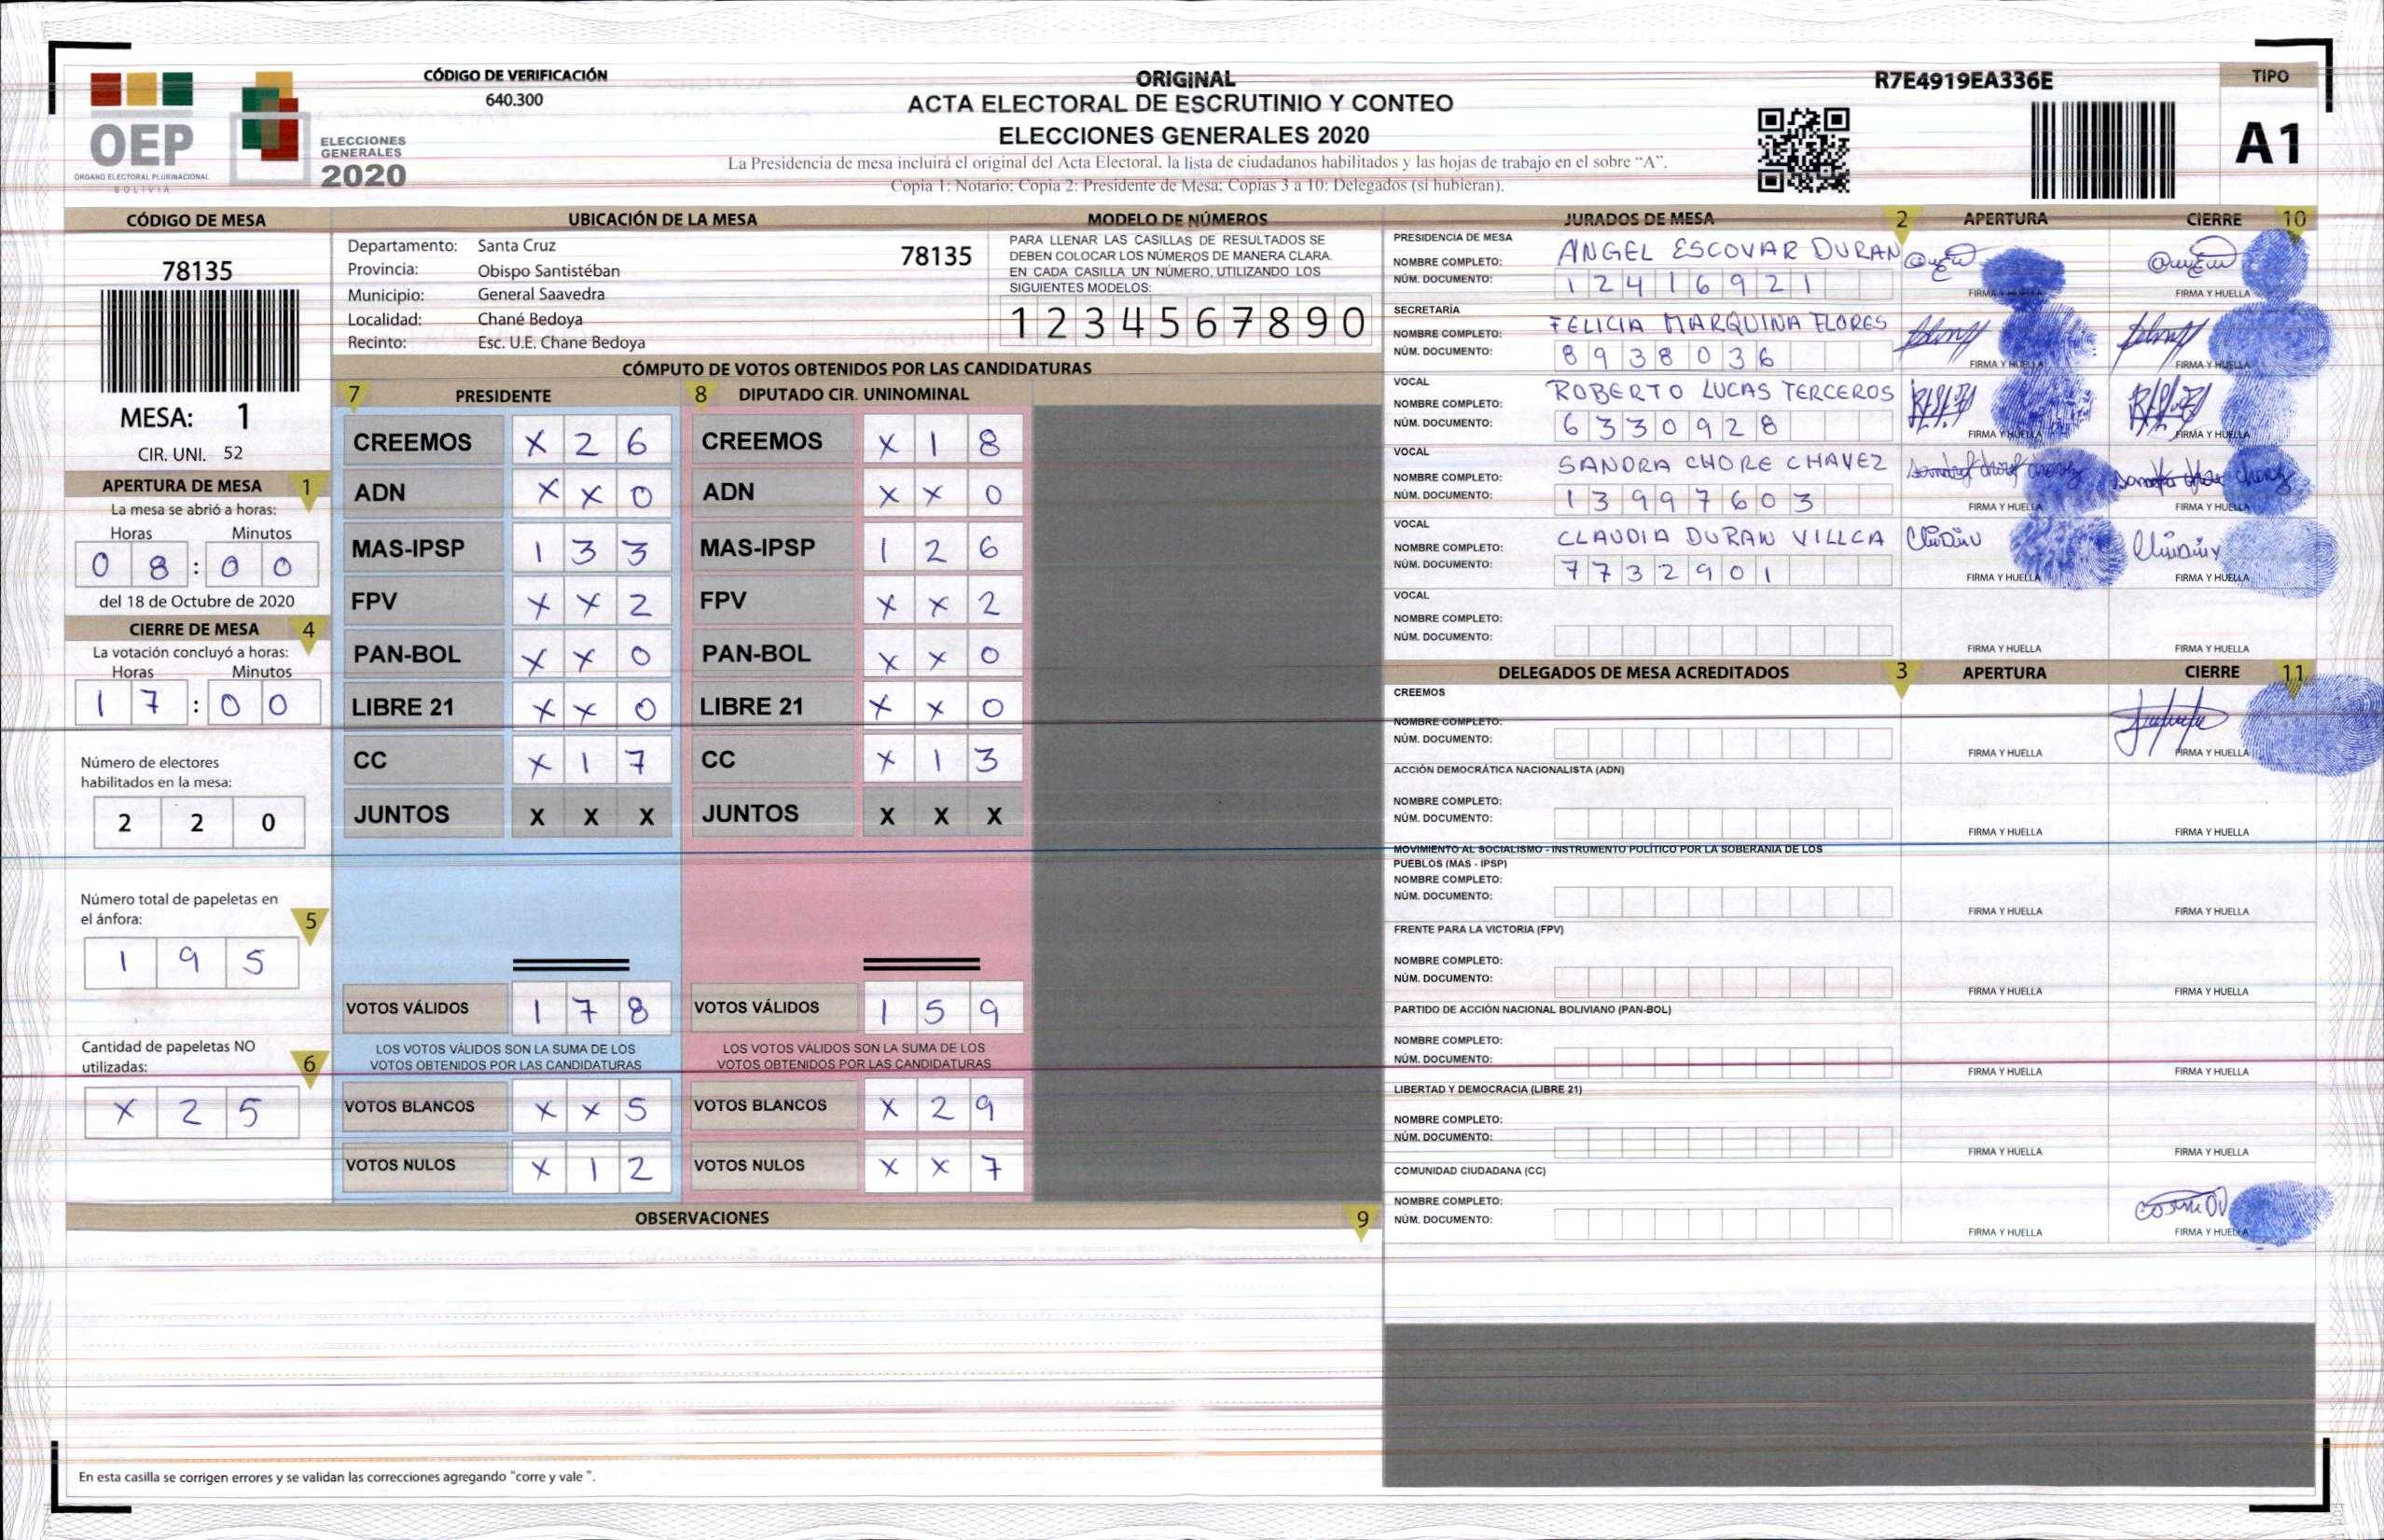 OEP
ÓRGANO ELECTORAL PLURINACIONAL
BOLIVIA
ELECCIONES
GENERALES
2020
CÓDIGO DE VERIFICACIÓN
640.300
ORIGINAL
ACTA ELECTORAL DE ESCRUTINIO Y CONTEO
ELECCIONES GENERALES 2020
La Presidencia de mesa incluirá el original del Acta Electoral, la lista de ciudadanos habilitados y las hojas de trabajo en el sobre "A".
Copia 1: Notario; Copia 2: Presidente de Mesa; Copias 3 a 10: Delegados (si hubieran).
R7E4919EA336E
TIPO
A1
CÓDIGO DE MESA
78135
MESA: 1
CIR. UNI. 52
APERTURA DE MESA 1
La mesa se abrió a horas:
Horas Minutos
0 8 : 0 0
del 18 de Octubre de 2020
CIERRE DE MESA 4
La votación concluyó a horas:
Horas Minutos
1 7 : 0 0
Número de electores
habilitados en la mesa:
2 2 0
Número total de papeletas en
el ánfora: 5
1 9 5
Cantidad de papeletas NO
utilizadas: 6
X 2 5
UBICACIÓN DE LA MESA
Departamento: Santa Cruz 78135
Provincia: Obispo Santistéban
Municipio: General Saavedra
Localidad: Chané Bedoya
Recinto: Esc. U.E. Chane Bedoya
MODELO DE NÚMEROS
PARA LLENAR LAS CASILLAS DE RESULTADOS SE
DEBEN COLOCAR LOS NÚMEROS DE MANERA CLARA.
EN CADA CASILLA UN NÚMERO, UTILIZANDO LOS
SIGUIENTES MODELOS:
1 2 3 4 5 6 7 8 9 0
CÓMPUTO DE VOTOS OBTENIDOS POR LAS CANDIDATURAS
7 PRESIDENTE 8 DIPUTADO CIR. UNINOMINAL
CREEMOS X 2 6 CREEMOS X 1 8
ADN X X 0 ADN X X 0
MAS-IPSP 1 3 3 MAS-IPSP 1 2 6
FPV X X 2 FPV X X 2
PAN-BOL X X 0 PAN-BOL X X 0
LIBRE 21 X X 0 LIBRE 21 X X 0
CC X 1 7 CC X 1 3
JUNTOS X X X JUNTOS X X X
VOTOS VÁLIDOS 1 7 8 VOTOS VÁLIDOS 1 5 9
LOS VOTOS VÁLIDOS SON LA SUMA DE LOS LOS VOTOS VÁLIDOS SON LA SUMA DE LOS
VOTOS OBTENIDOS POR LAS CANDIDATURAS VOTOS OBTENIDOS POR LAS CANDIDATURAS
VOTOS BLANCOS X X 5 VOTOS BLANCOS X 2 9
VOTOS NULOS X 1 2 VOTOS NULOS X X 7
OBSERVACIONES 9
En esta casilla se corrigen errores y se validan las correcciones agregando "corre y vale ".
JURADOS DE MESA 2 APERTURA CIERRE 10
PRESIDENCIA DE MESA
NOMBRE COMPLETO: ANGEL ESCOVAR DURAN
NÚM. DOCUMENTO: 1 2 4 1 6 9 2 1
FIRMA Y HUELLA FIRMA Y HUELLA
SECRETARÍA
NOMBRE COMPLETO: FELICIA MARQUINA FLORES
NÚM. DOCUMENTO: 8 9 3 8 0 3 6
FIRMA Y HUELLA FIRMA Y HUELLA
VOCAL
NOMBRE COMPLETO: ROBERTO LUCAS TERCEROS
NÚM. DOCUMENTO: 6 3 3 0 9 2 8
FIRMA Y HUELLA FIRMA Y HUELLA
VOCAL
NOMBRE COMPLETO: SANDRA CHORE CHAVEZ
NÚM. DOCUMENTO: 1 3 9 9 7 6 0 3
FIRMA Y HUELLA FIRMA Y HUELLA
VOCAL
NOMBRE COMPLETO: CLAUDIA DURAN VILLCA
NÚM. DOCUMENTO: 7 7 3 2 9 0 1
FIRMA Y HUELLA FIRMA Y HUELLA
VOCAL
NOMBRE COMPLETO:
NÚM. DOCUMENTO:
FIRMA Y HUELLA FIRMA Y HUELLA
DELEGADOS DE MESA ACREDITADOS 3 APERTURA CIERRE 11
CREEMOS
NOMBRE COMPLETO:
NÚM. DOCUMENTO:
FIRMA Y HUELLA FIRMA Y HUELLA
ACCIÓN DEMOCRÁTICA NACIONALISTA (ADN)
NOMBRE COMPLETO:
NÚM. DOCUMENTO:
FIRMA Y HUELLA FIRMA Y HUELLA
MOVIMIENTO AL SOCIALISMO - INSTRUMENTO POLÍTICO POR LA SOBERANÍA DE LOS
PUEBLOS (MAS - IPSP)
NOMBRE COMPLETO:
NÚM. DOCUMENTO:
FIRMA Y HUELLA FIRMA Y HUELLA
FRENTE PARA LA VICTORIA (FPV)
NOMBRE COMPLETO:
NÚM. DOCUMENTO:
FIRMA Y HUELLA FIRMA Y HUELLA
PARTIDO DE ACCIÓN NACIONAL BOLIVIANO (PAN-BOL)
NOMBRE COMPLETO:
NÚM. DOCUMENTO:
FIRMA Y HUELLA FIRMA Y HUELLA
LIBERTAD Y DEMOCRACIA (LIBRE 21)
NOMBRE COMPLETO:
NÚM. DOCUMENTO:
FIRMA Y HUELLA FIRMA Y HUELLA
COMUNIDAD CIUDADANA (CC)
NOMBRE COMPLETO:
NÚM. DOCUMENTO:
FIRMA Y HUELLA FIRMA Y HUELLA